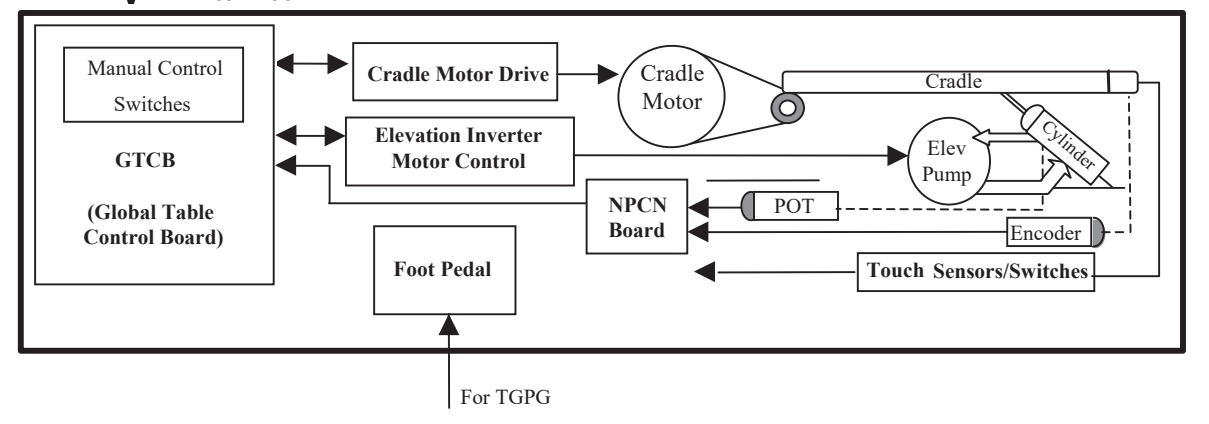 Manual Control
Switches
GTCB
(Global Table
Control Board)
Cradle Motor Drive
Elevation Inverter
Motor Control
Cradle
Motor
Cradle
Cylinder
Elev
Pump
NPCN
Board
POT
Encoder
Touch Sensors/Switches
Foot Pedal
For TGPG